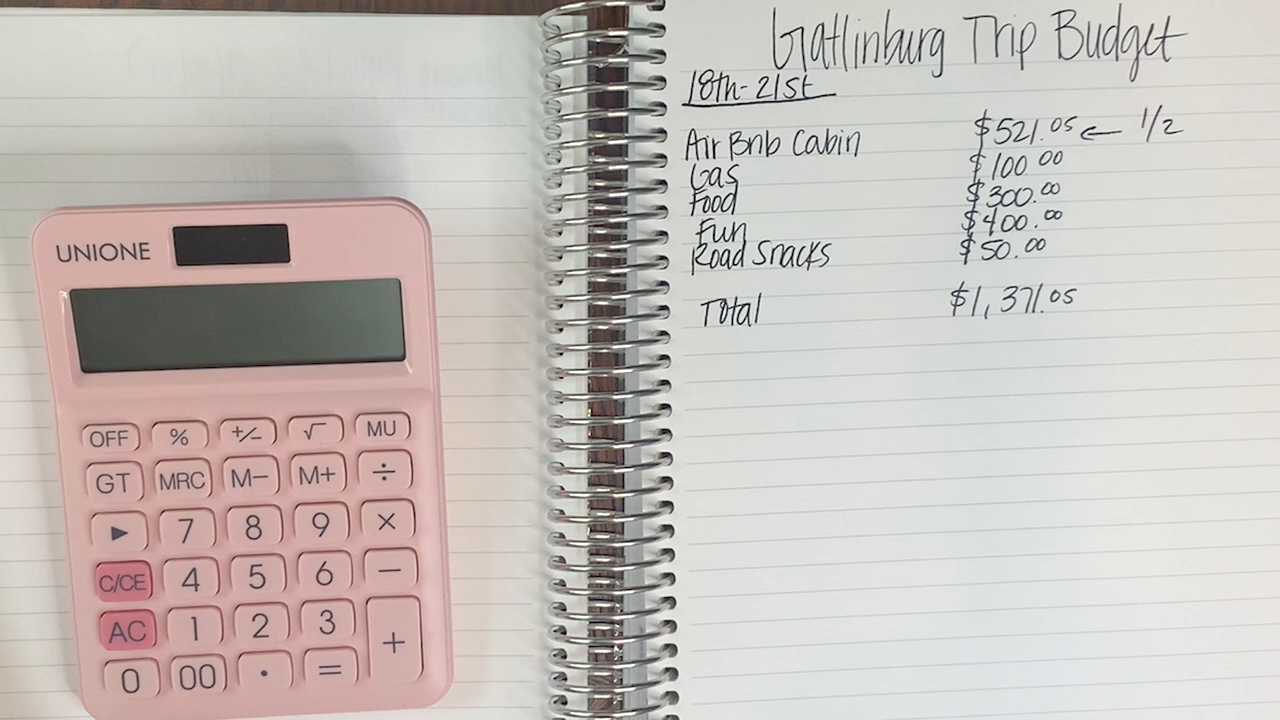 Gatlinburg Trip Budget
18th-21st
Air Bnb Cabin $521.05 ← 1/2
Gas $100.00
Food $300.00
Fun $400.00
Road Snacks $50.00
Total $1,371.05
UNIONE
OFF % +/− √ MU
GT MRC M− M+ ÷
▶ 7 8 9 ×
C/CE 4 5 6 −
AC 1 2 3 +
0 00 · =